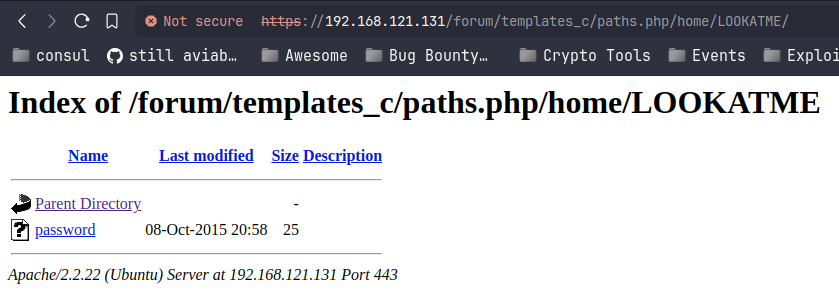 Not secure https://192.168.121.131/forum/templates_c/paths.php/home/LOOKATME/
consul still aviab… Awesome Bug Bounty… Crypto Tools Events Exploi
Index of /forum/templates_c/paths.php/home/LOOKATME
Name Last modified Size Description
Parent Directory -
password 08-Oct-2015 20:58 25
Apache/2.2.22 (Ubuntu) Server at 192.168.121.131 Port 443